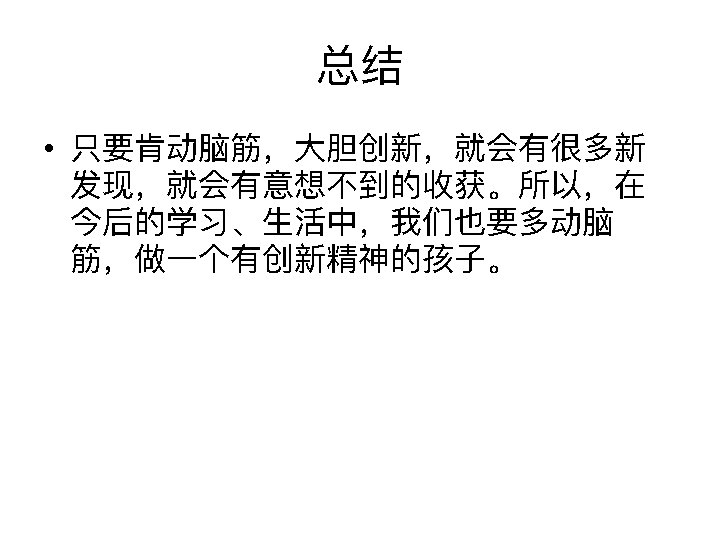 总结
• 只要肯动脑筋，大胆创新，就会有很多新
发现，就会有意想不到的收获。所以，在
今后的学习、生活中，我们也要多动脑
筋，做一个有创新精神的孩子。